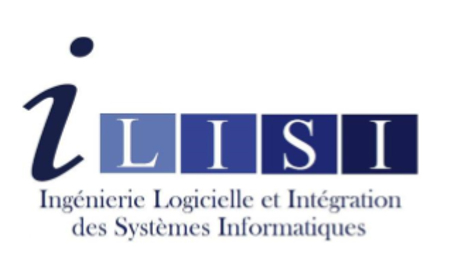 iLISI
Ingénierie Logicielle et Intégration
des Systèmes Informatiques